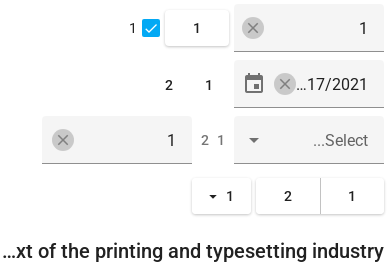 1 1 1
2 1 ...17/2021
1 2 1 ...Select
1 2 1
...xt of the printing and typesetting industry